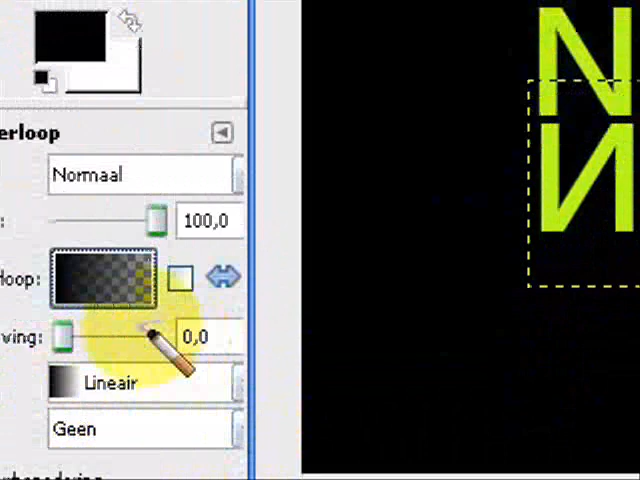 N
erloop
Normaal
: 100,0
loop:
ving: 0,0
Lineair
Geen